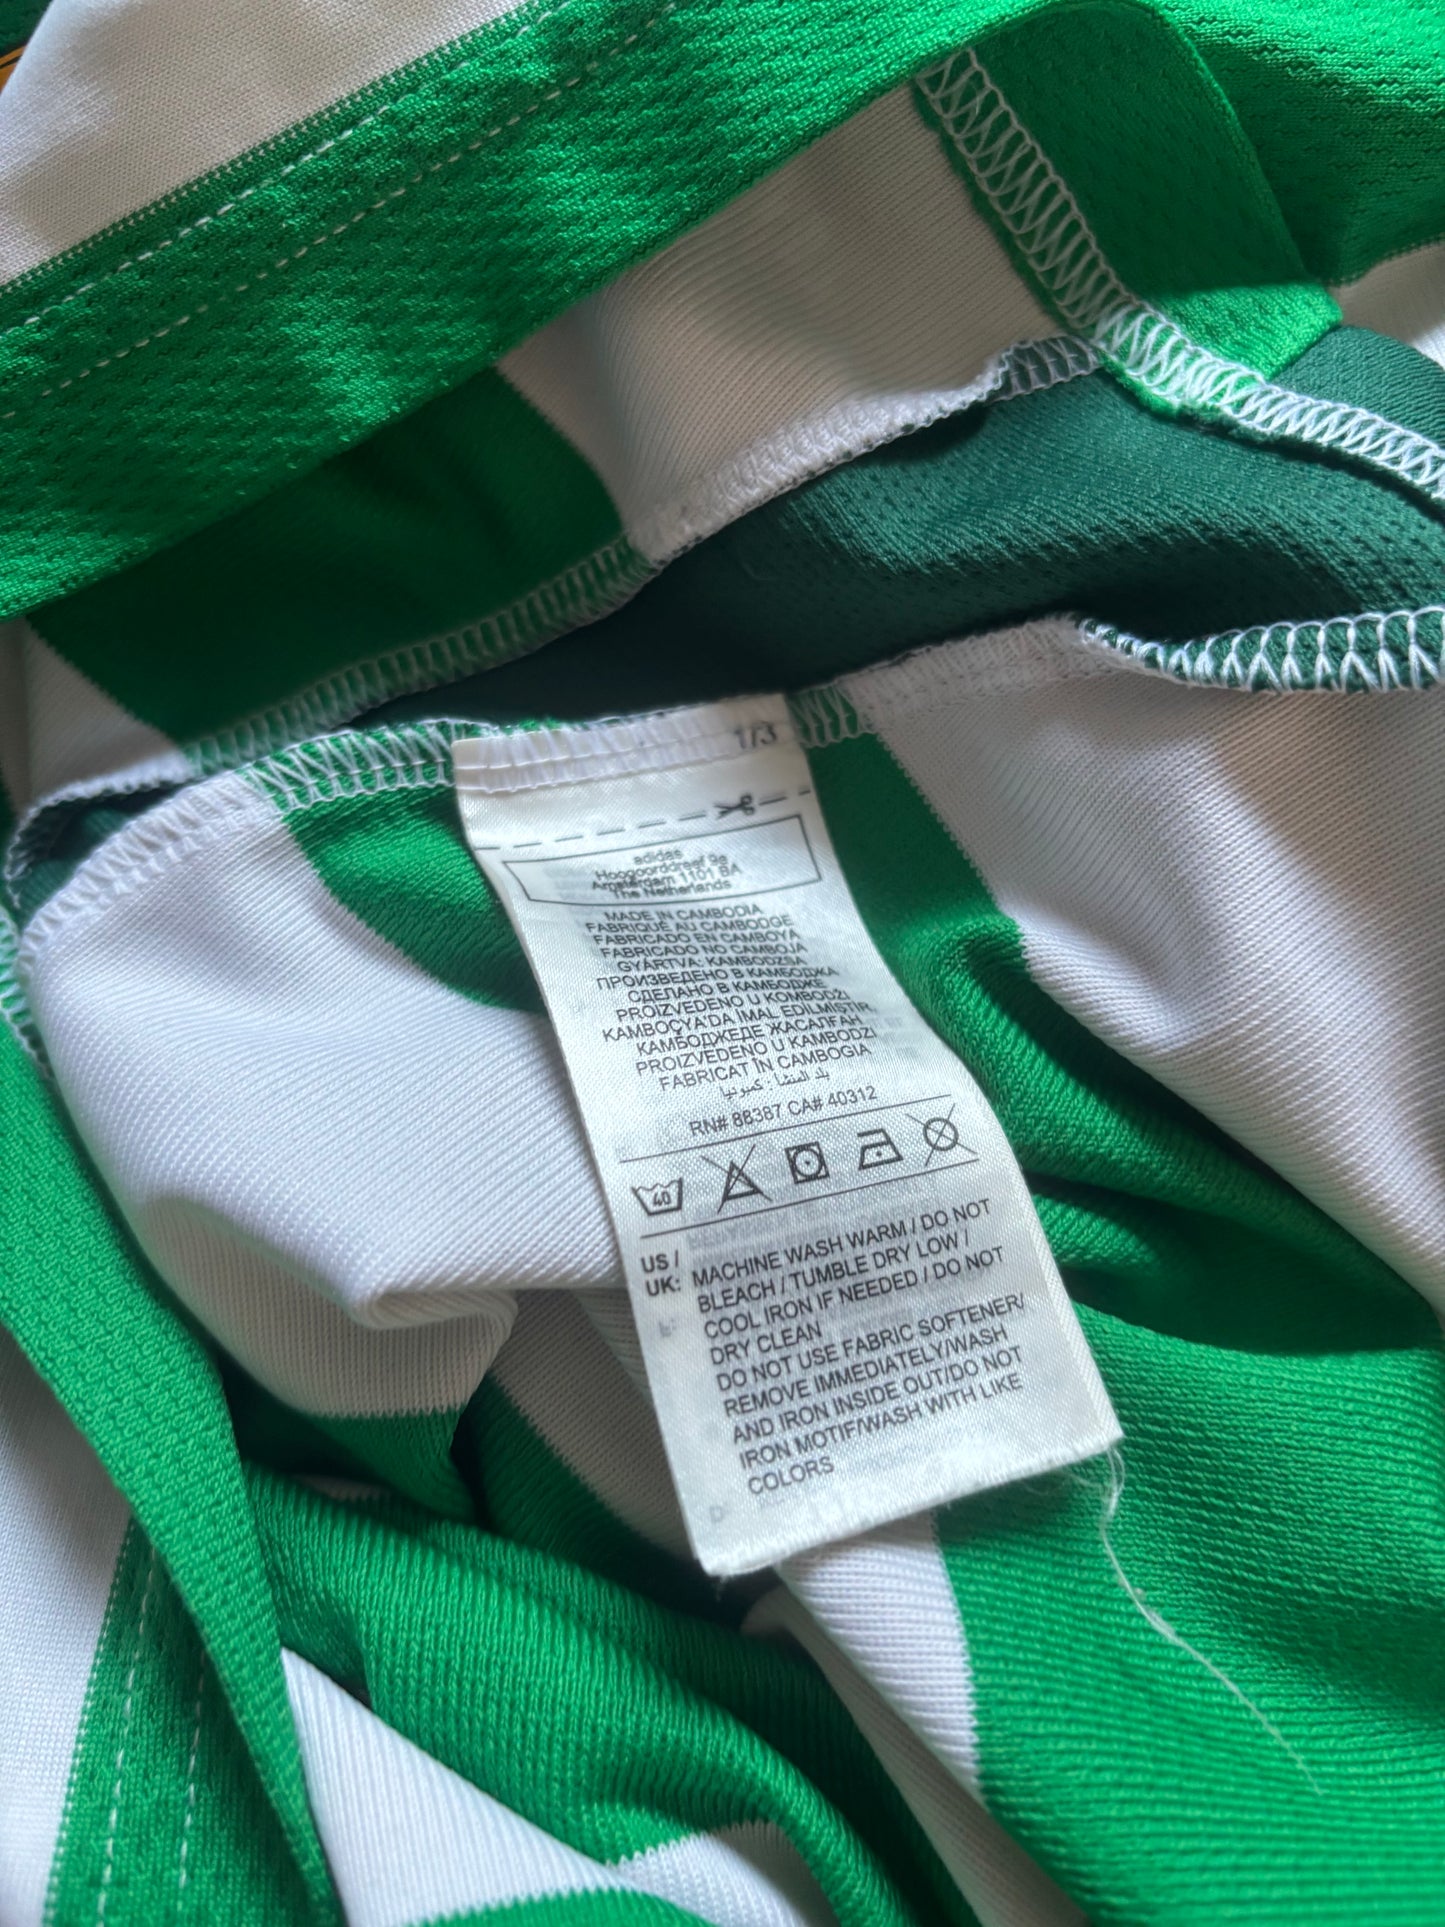 1/3
adidas
Hoogoorddreef 9a
Amsterdam 1101 BA
The Netherlands
MADE IN CAMBODIA
FABRIQUÉ AU CAMBODGE
FABRICADO EN CAMBOYA
FABRICADO NO CAMBOJA
GYÁRTVA: KAMBODZSA
ПРОИЗВЕДЕНО В КАМБОДЖА
СДЕЛАНО В КАМБОДЖЕ
PROIZVEDENO U KOMBODŽI
KAMBOÇYA'DA İMAL EDİLMİŞTİR
КАМБОДЖЕДЕ ЖАСАЛҒАН
PROIZVEDENO U KAMBODZI
FABRICAT ÎN CAMBOGIA
بلد المنشأ : كمبوديا
RN# 88387 CA# 40312
40
US / UK: MACHINE WASH WARM / DO NOT
BLEACH / TUMBLE DRY LOW /
COOL IRON IF NEEDED / DO NOT
DRY CLEAN
DO NOT USE FABRIC SOFTENER/
REMOVE IMMEDIATELY/WASH
AND IRON INSIDE OUT/DO NOT
IRON MOTIF/WASH WITH LIKE
COLORS